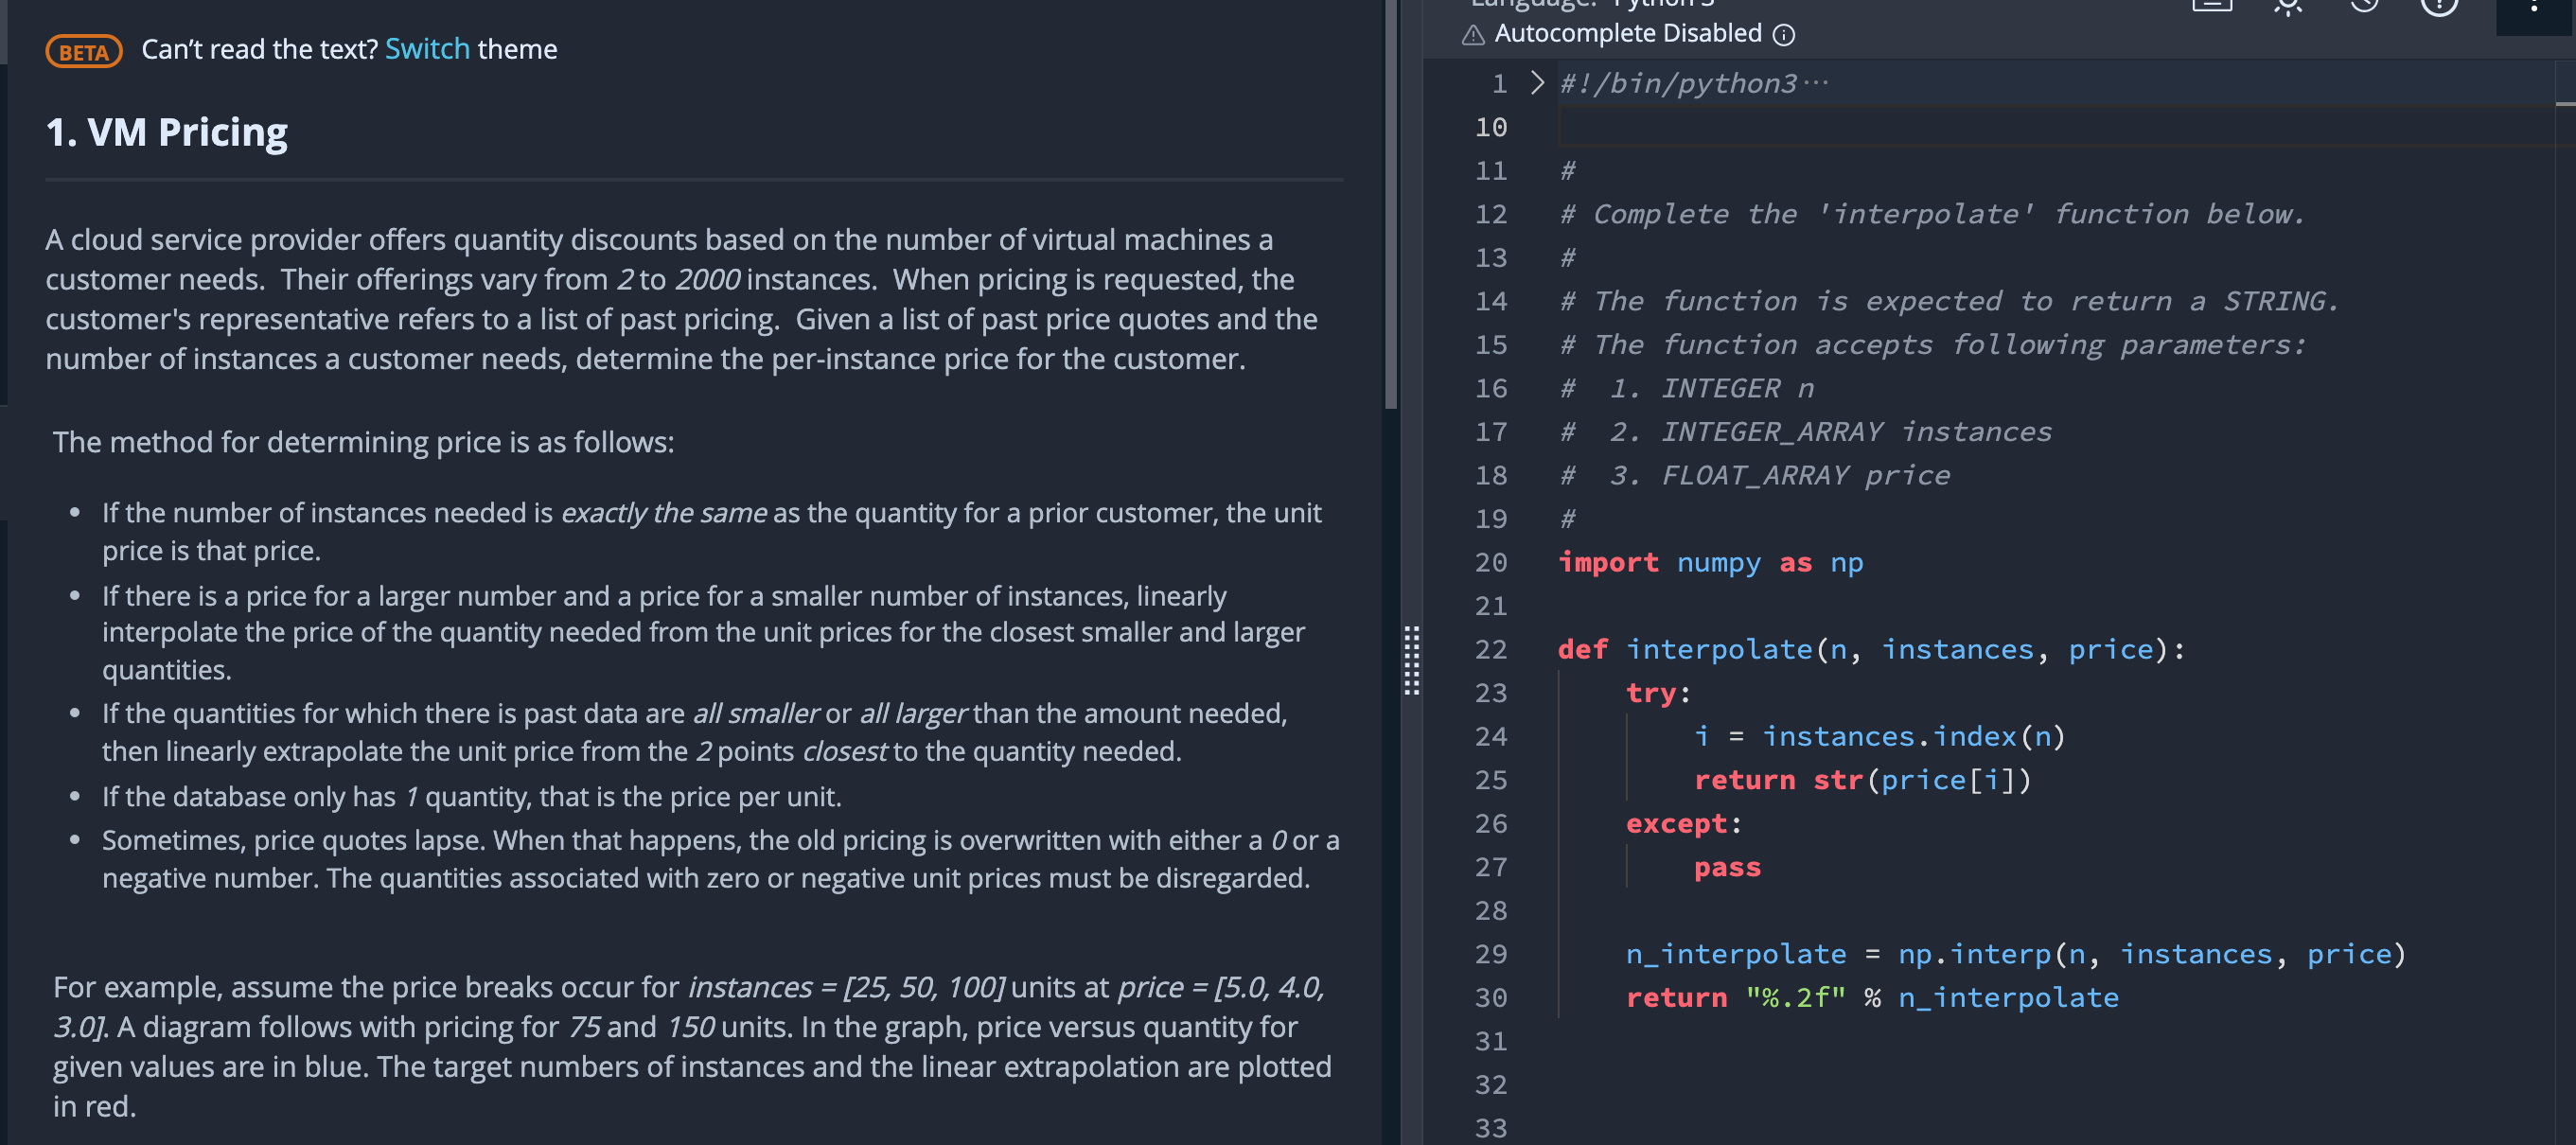 BETA Can’t read the text? Switch theme
1. VM Pricing
A cloud service provider offers quantity discounts based on the number of virtual machines a
customer needs.  Their offerings vary from 2 to 2000 instances.  When pricing is requested, the
customer's representative refers to a list of past pricing.  Given a list of past price quotes and the
number of instances a customer needs, determine the per-instance price for the customer.
The method for determining price is as follows:
• If the number of instances needed is exactly the same as the quantity for a prior customer, the unit
price is that price.
• If there is a price for a larger number and a price for a smaller number of instances, linearly
interpolate the price of the quantity needed from the unit prices for the closest smaller and larger
quantities.
• If the quantities for which there is past data are all smaller or all larger than the amount needed,
then linearly extrapolate the unit price from the 2 points closest to the quantity needed.
• If the database only has 1 quantity, that is the price per unit.
• Sometimes, price quotes lapse. When that happens, the old pricing is overwritten with either a 0 or a
negative number. The quantities associated with zero or negative unit prices must be disregarded.
For example, assume the price breaks occur for instances = [25, 50, 100] units at price = [5.0, 4.0,
3.0]. A diagram follows with pricing for 75 and 150 units. In the graph, price versus quantity for
given values are in blue. The target numbers of instances and the linear extrapolation are plotted
in red.
Language: Python 3
Autocomplete Disabled
1 #!/bin/python3···
10
11 #
12 # Complete the 'interpolate' function below.
13 #
14 # The function is expected to return a STRING.
15 # The function accepts following parameters:
16 #  1. INTEGER n
17 #  2. INTEGER_ARRAY instances
18 #  3. FLOAT_ARRAY price
19 #
20 import numpy as np
21
22 def interpolate(n, instances, price):
23     try:
24         i = instances.index(n)
25         return str(price[i])
26     except:
27         pass
28
29     n_interpolate = np.interp(n, instances, price)
30     return "%.2f" % n_interpolate
31
32
33